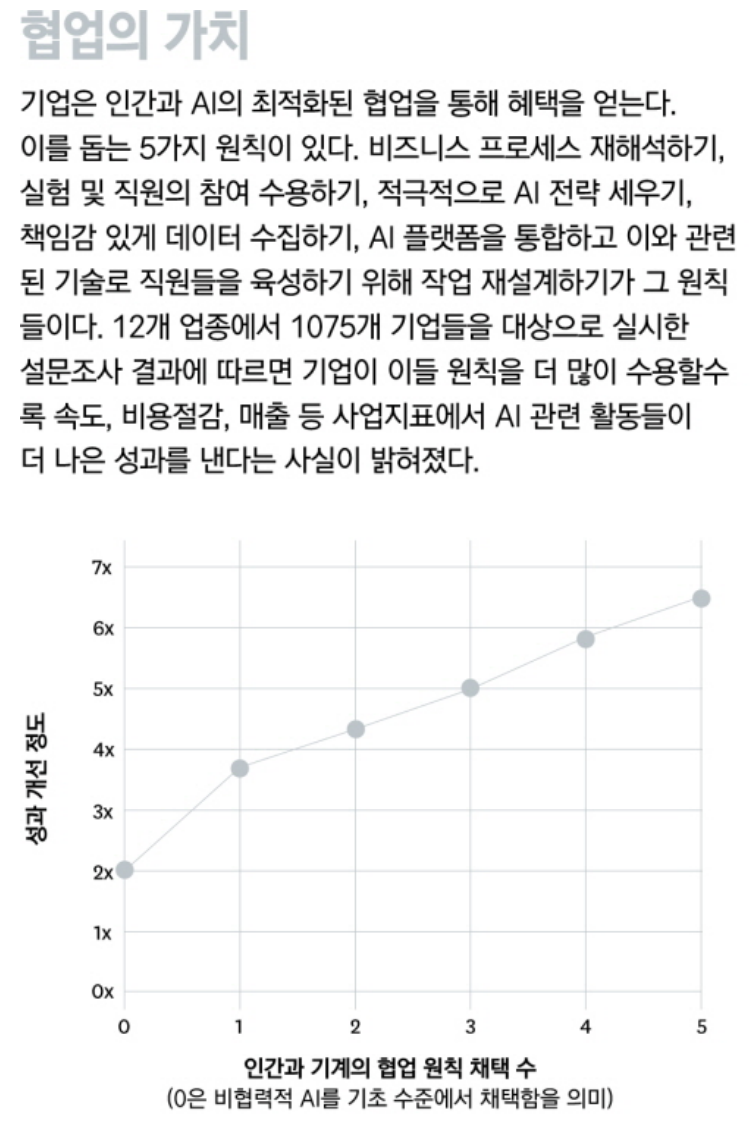 협업의 가치
기업은 인간과 AI의 최적화된 협업을 통해 혜택을 얻는다.
이를 돕는 5가지 원칙이 있다. 비즈니스 프로세스 재해석하기,
실험 및 직원의 참여 수용하기, 적극적으로 AI 전략 세우기,
책임감 있게 데이터 수집하기, AI 플랫폼을 통합하고 이와 관련
된 기술로 직원들을 육성하기 위해 작업 재설계하기가 그 원칙
들이다. 12개 업종에서 1075개 기업들을 대상으로 실시한
설문조사 결과에 따르면 기업이 이들 원칙을 더 많이 수용할수
록 속도, 비용절감, 매출 등 사업지표에서 AI 관련 활동들이
더 나은 성과를 낸다는 사실이 밝혀졌다.
성과 개선 정도
7x
6x
5x
4x
3x
2x
1x
0x
0 1 2 3 4 5
인간과 기계의 협업 원칙 채택 수
(0은 비협력적 AI를 기초 수준에서 채택함을 의미)